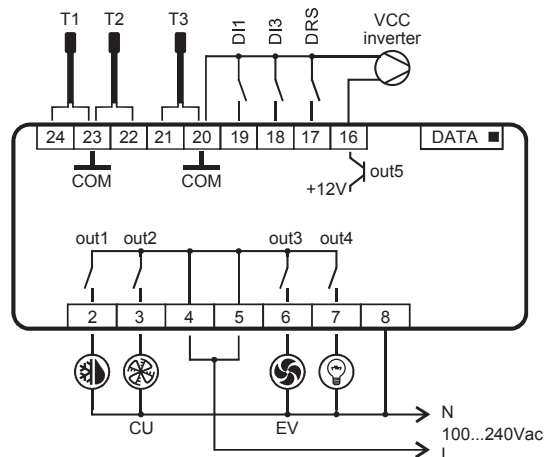 T1 T2 T3 DI1 DI3 DRS VCC
inverter
24 23 22 21 20 19 18 17 16 DATA
COM COM +12V out5
out1 out2 out3 out4
2 3 4 5 6 7 8
CU EV N
100...240Vac
L